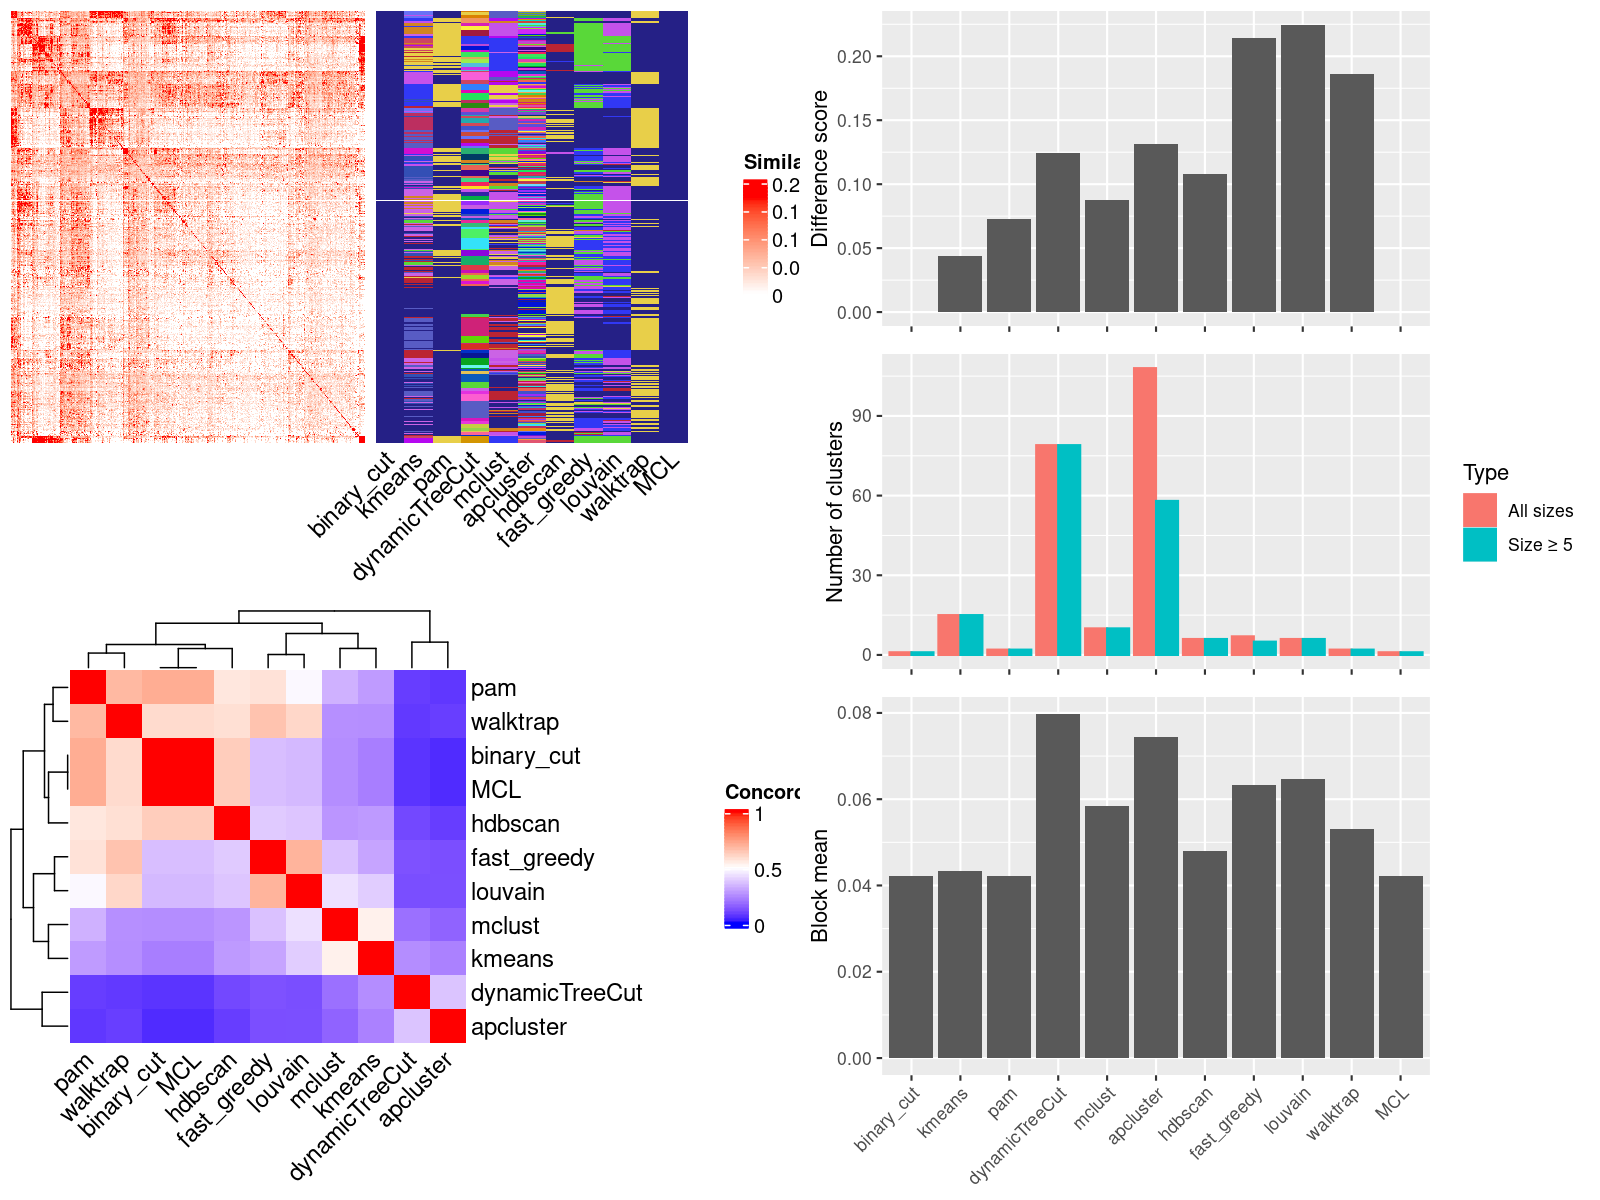 Simila
0.2
0.1
0.1
0.0
0
binary_cut
kmeans
pam
dynamicTreeCut
mclust
apcluster
hdbscan
fast_greedy
louvain
walktrap
MCL
pam
walktrap
binary_cut
MCL
hdbscan
fast_greedy
louvain
mclust
kmeans
dynamicTreeCut
apcluster
Concord
1
0.5
0
pam
walktrap
binary_cut
MCL
hdbscan
fast_greedy
louvain
mclust
kmeans
dynamicTreeCut
apcluster
Difference score
0.20
0.15
0.10
0.05
0.00
Number of clusters
90
60
30
0
Type
All sizes
Size ≥ 5
Block mean
0.08
0.06
0.04
0.02
0.00
binary_cut
kmeans
pam
dynamicTreeCut
mclust
apcluster
hdbscan
fast_greedy
louvain
walktrap
MCL